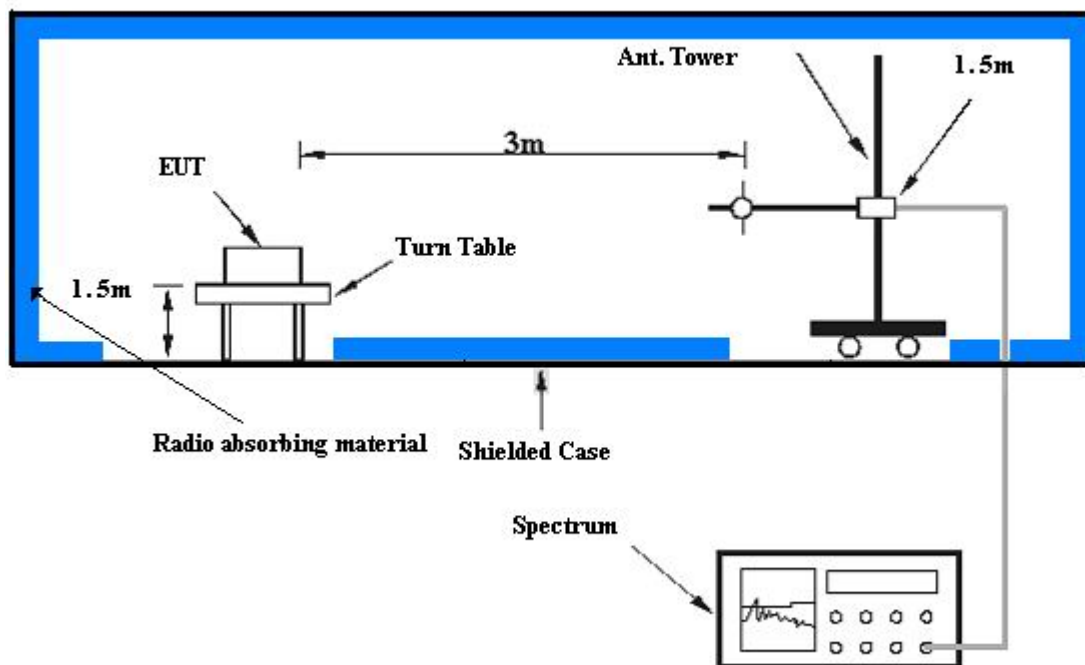 Ant. Tower
1.5m
3m
EUT
Turn Table
1.5m
Radio absorbing material
Shielded Case
Spectrum